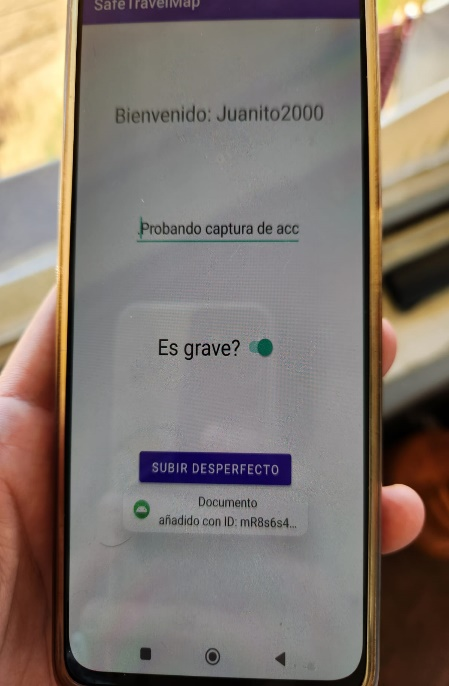 SafeTravelMap
Bienvenido: Juanito2000
Probando captura de acc
Es grave?
SUBIR DESPERFECTO
Documento
añadido con ID: mR8s6s4...